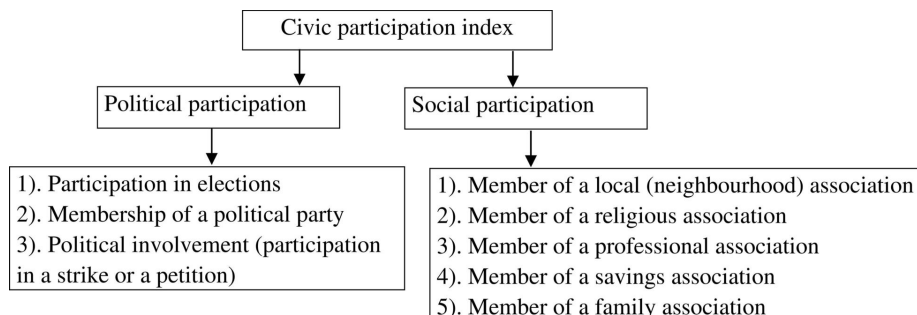 Civic participation index
Political participation
Social participation
1). Participation in elections
2). Membership of a political party
3). Political involvement (participation
in a strike or a petition)
1). Member of a local (neighbourhood) association
2). Member of a religious association
3). Member of a professional association
4). Member of a savings association
5). Member of a family association